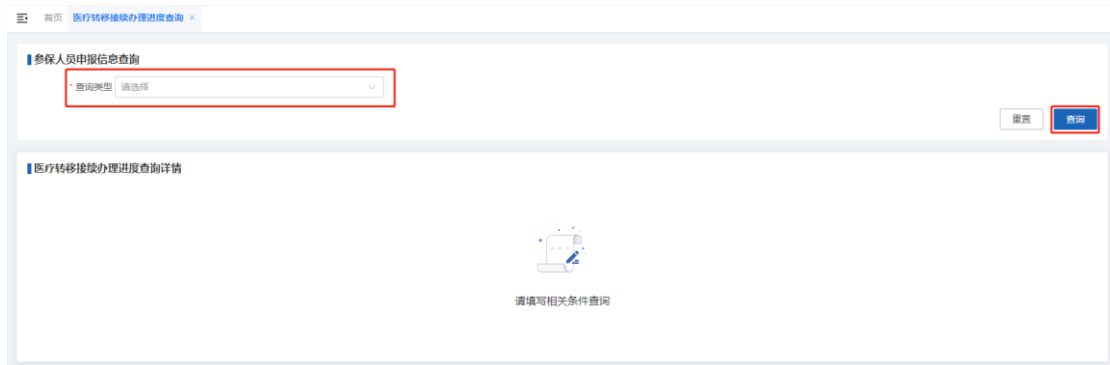 首页 医疗转移接续办理进度查询 ×
参保人员申报信息查询
* 查询类型 请选择
重置 查询
医疗转移接续办理进度查询详情
请填写相关条件查询